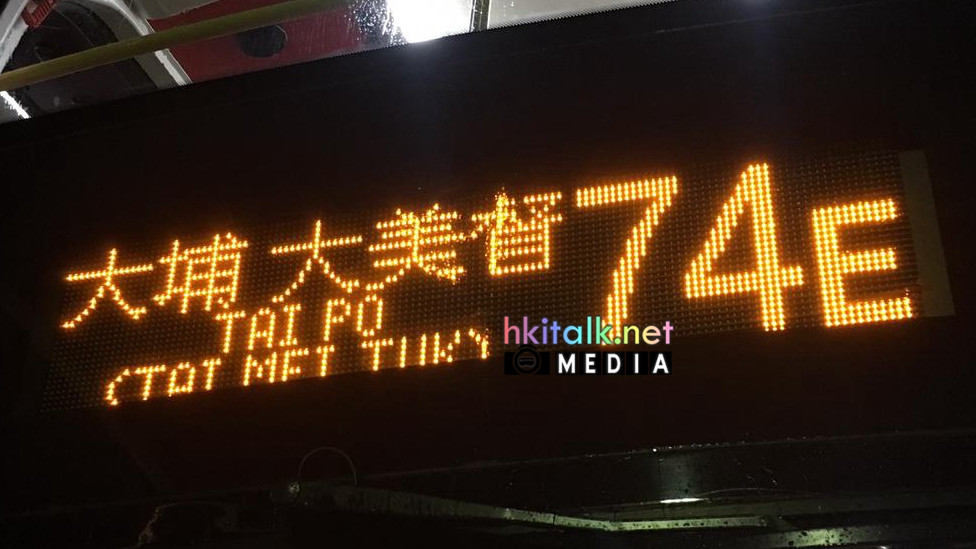 大埔 大美督 74E
TAI PO
(TAI MEI TUK)
hkitalk.net
MEDIA